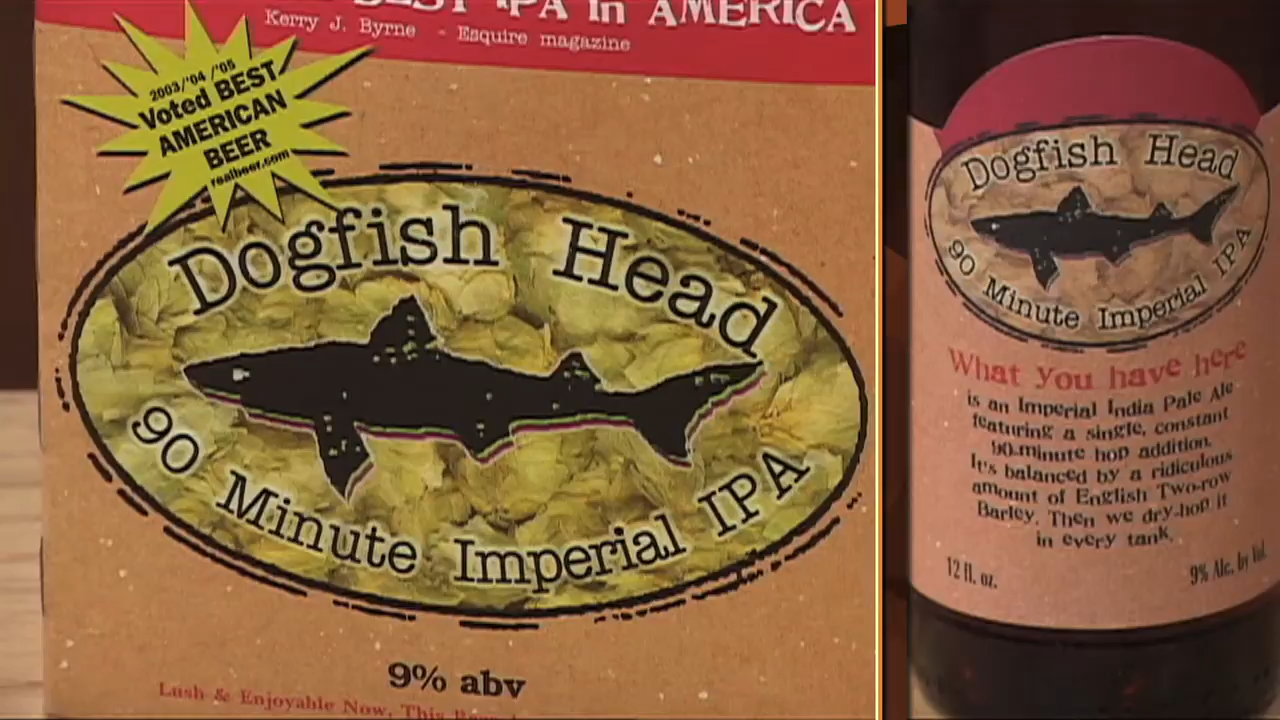 BEST IPA in AMERICA
Kerry J. Byrne - Esquire magazine
2003/'04 /'05
Voted BEST
AMERICAN
BEER
realbeer.com
Dogfish Head
90 Minute Imperial IPA
9% abv
Lush & Enjoyable Now, This
Dogfish Head
90 Minute Imperial IPA
What you have here
is an Imperial India Pale Ale
featuring a single, constant
90-minute hop addition.
It's balanced by a ridiculous
amount of English Two-row
Barley. Then we dry-hop it
in every tank.
12 fl. oz.
9% Alc. by Vol.